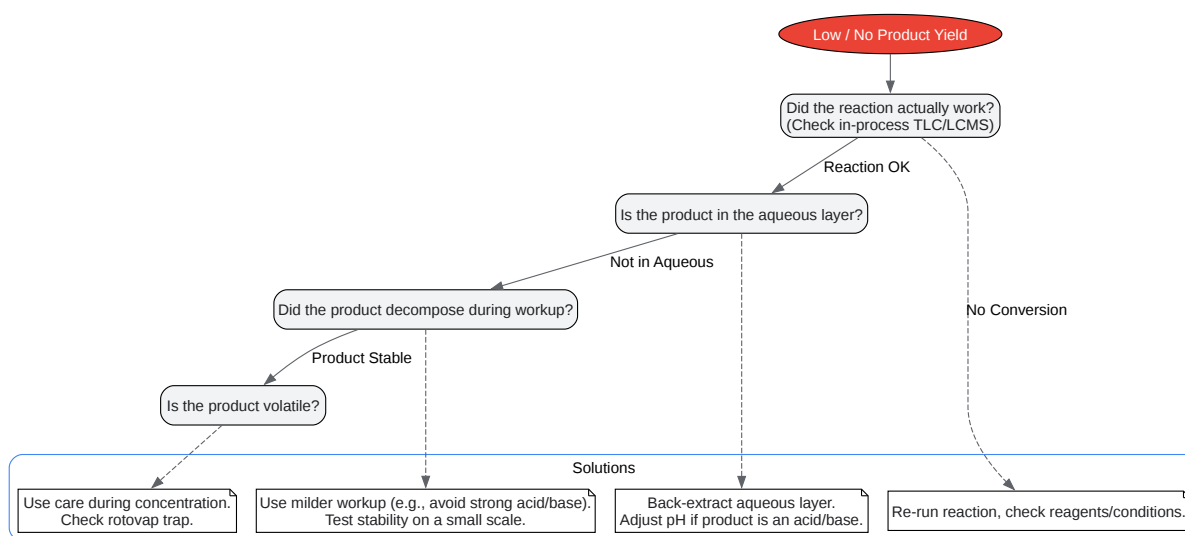 Low / No Product Yield
Did the reaction actually work?
(Check in-process TLC/LCMS)
Reaction OK
Is the product in the aqueous layer?
Not in Aqueous
Did the product decompose during workup?
No Conversion
Product Stable
Is the product volatile?
Solutions
Use care during concentration.
Check rotovap trap.
Use milder workup (e.g., avoid strong acid/base).
Test stability on a small scale.
Back-extract aqueous layer.
Adjust pH if product is an acid/base.
Re-run reaction, check reagents/conditions.